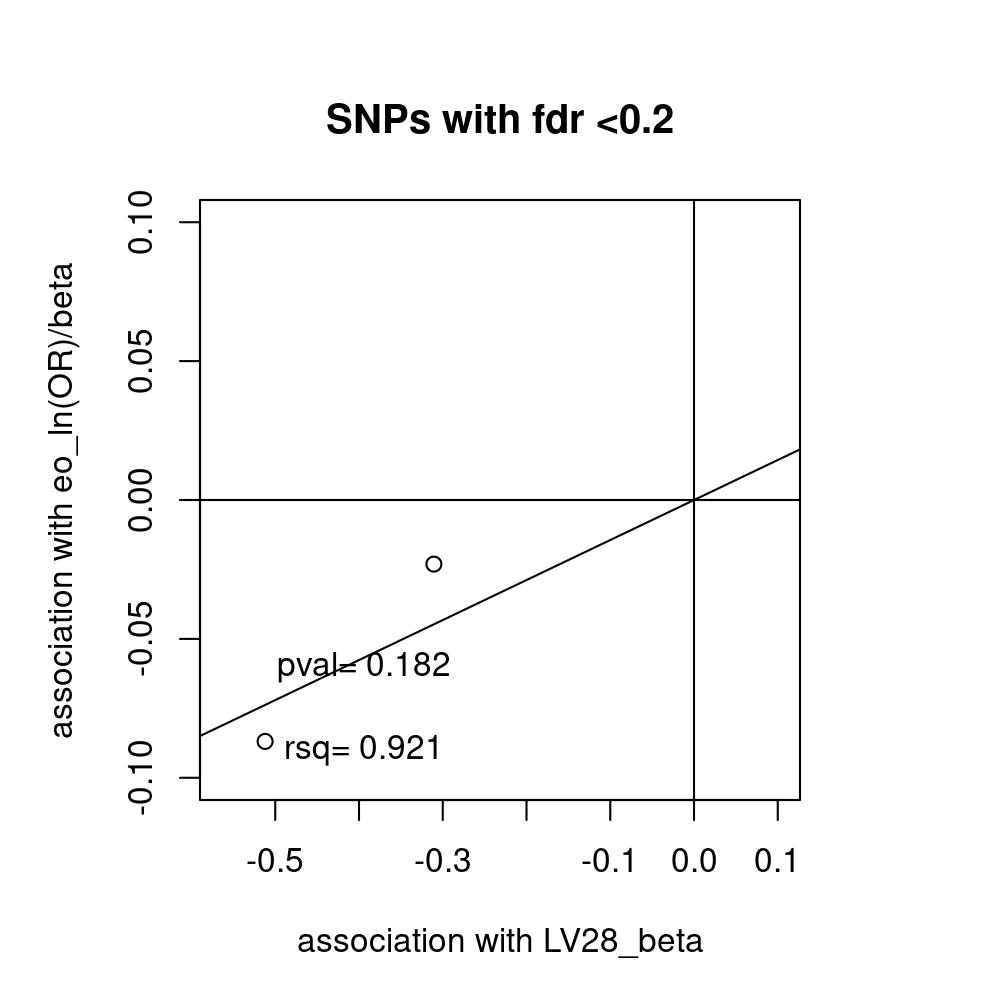 SNPs with fdr <0.2
association with eo_ln(OR)/beta
0.10
0.05
0.00
-0.05
-0.10
pval= 0.182
rsq= 0.921
-0.5
-0.3
-0.1
0.0
0.1
association with LV28_beta